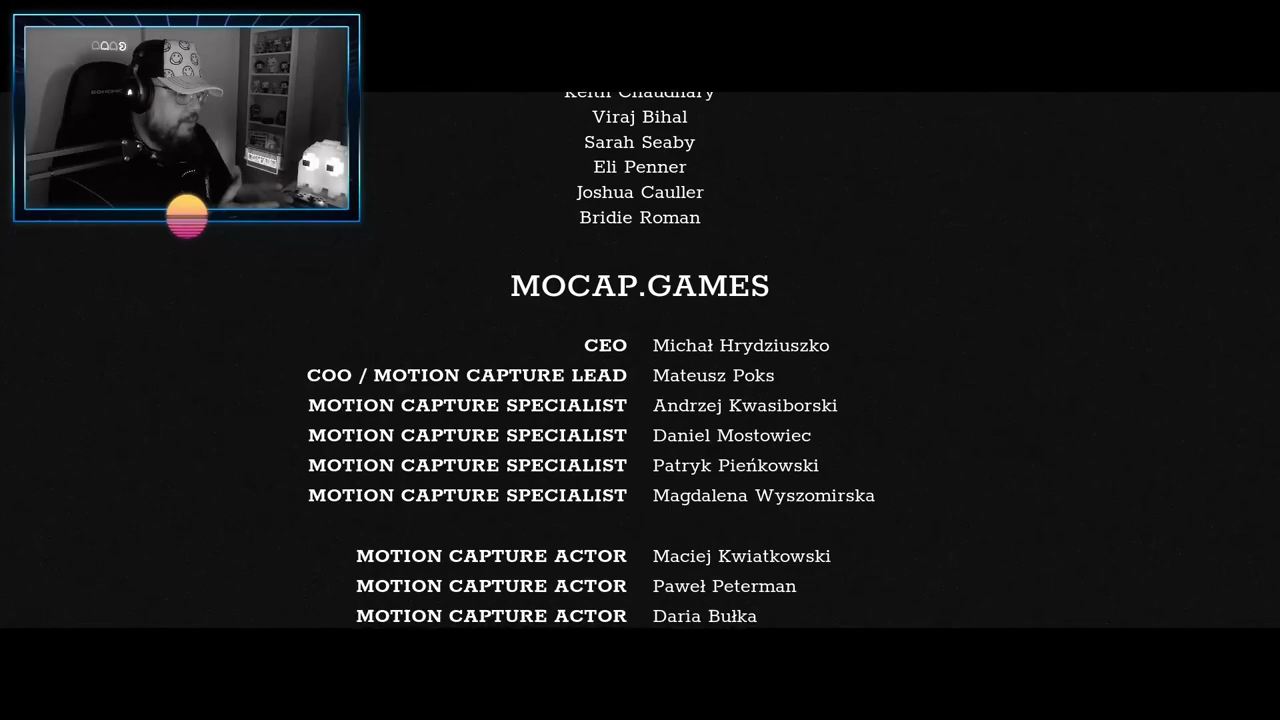 Keith Chaudhary
Viraj Bihal
Sarah Seaby
Eli Penner
Joshua Cauller
Bridie Roman
MOCAP.GAMES
CEO Michał Hrydziuszko
COO / MOTION CAPTURE LEAD Mateusz Poks
MOTION CAPTURE SPECIALIST Andrzej Kwasiborski
MOTION CAPTURE SPECIALIST Daniel Mostowiec
MOTION CAPTURE SPECIALIST Patryk Pieńkowski
MOTION CAPTURE SPECIALIST Magdalena Wyszomirska
MOTION CAPTURE ACTOR Maciej Kwiatkowski
MOTION CAPTURE ACTOR Paweł Peterman
MOTION CAPTURE ACTOR Daria Bułka